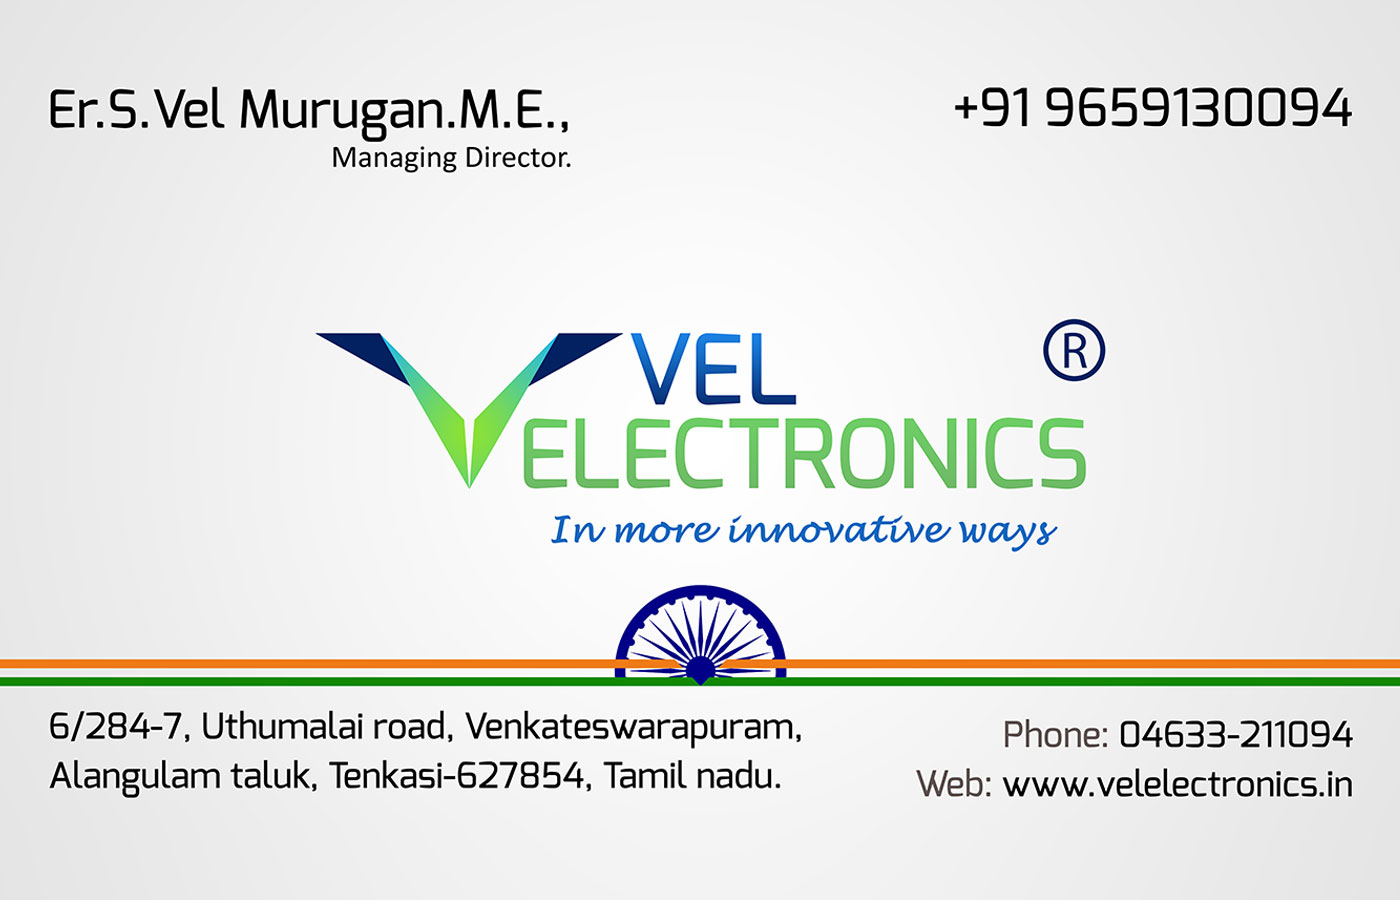 Er.S.Vel Murugan.M.E.,
Managing Director.
+91 9659130094
VEL
ELECTRONICS
®
In more innovative ways
6/284-7, Uthumalai road, Venkateswarapuram,
Alangulam taluk, Tenkasi-627854, Tamil nadu.
Phone: 04633-211094
Web: www.velelectronics.in